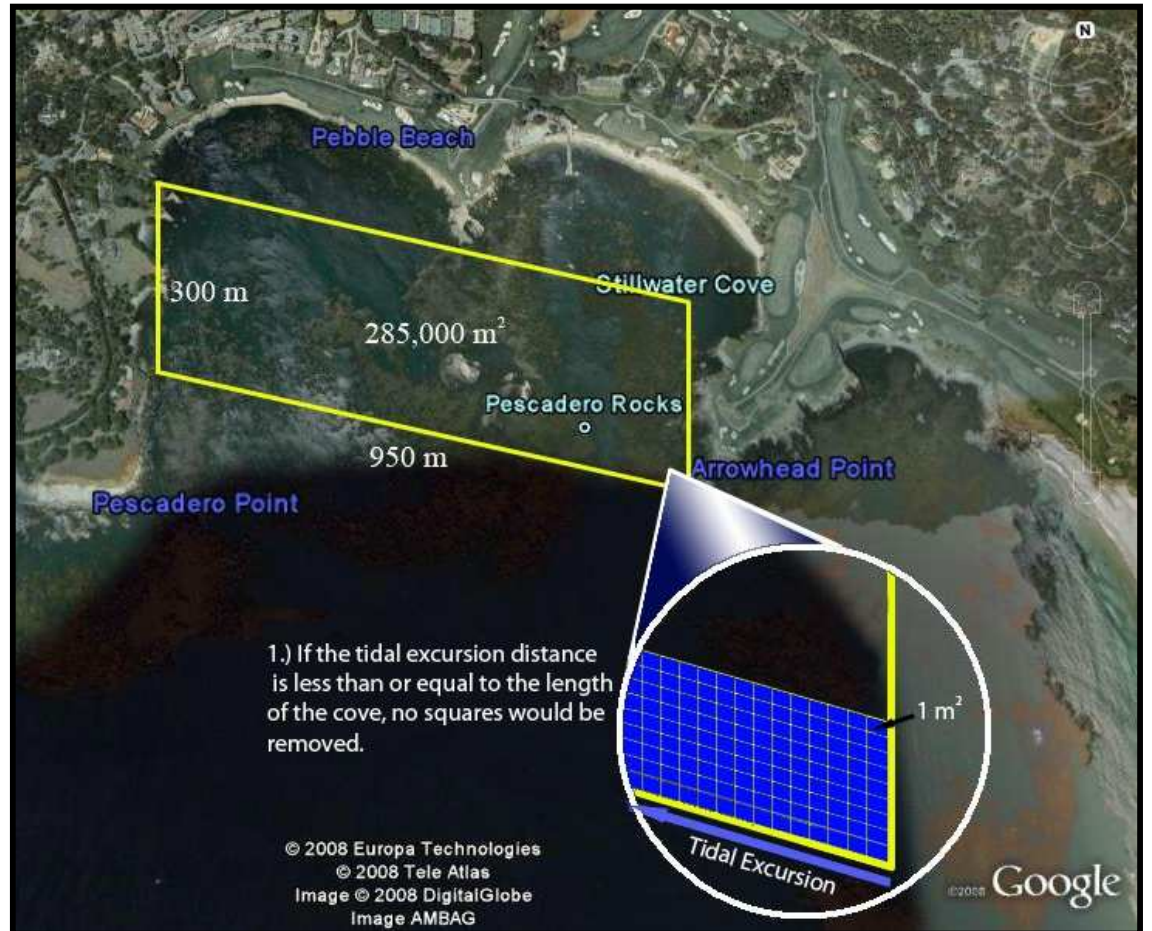 N
Pebble Beach
Stillwater Cove
300 m
285,000 m²
Pescadero Rocks
950 m
Arrowhead Point
Pescadero Point
1.) If the tidal excursion distance
is less than or equal to the length
of the cove, no squares would be
removed.
1 m²
Tidal Excursion
© 2008 Europa Technologies
© 2008 Tele Atlas
Image © 2008 DigitalGlobe
Image AMBAG
©2008 Google